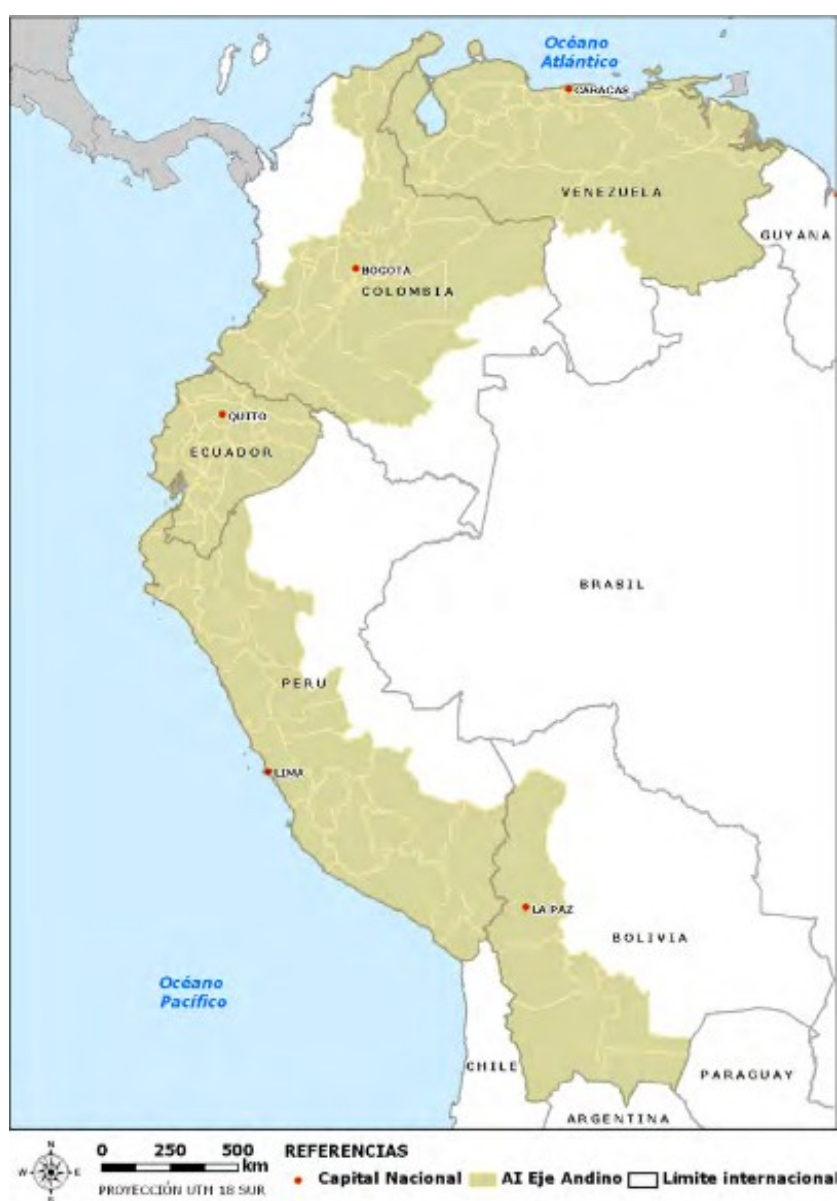 Océano
Atlántico
CARACAS
VENEZUELA
GUYANA
BOGOTA
COLOMBIA
QUITO
ECUADOR
BRASIL
PERU
LIMA
LA PAZ
BOLIVIA
Océano
Pacífico
CHILE
PARAGUAY
ARGENTINA
N
W E
S
0 250 500
km
PROYECCIÓN UTM 18 SUR
REFERENCIAS
Capital Nacional AI Eje Andino Límite internacional